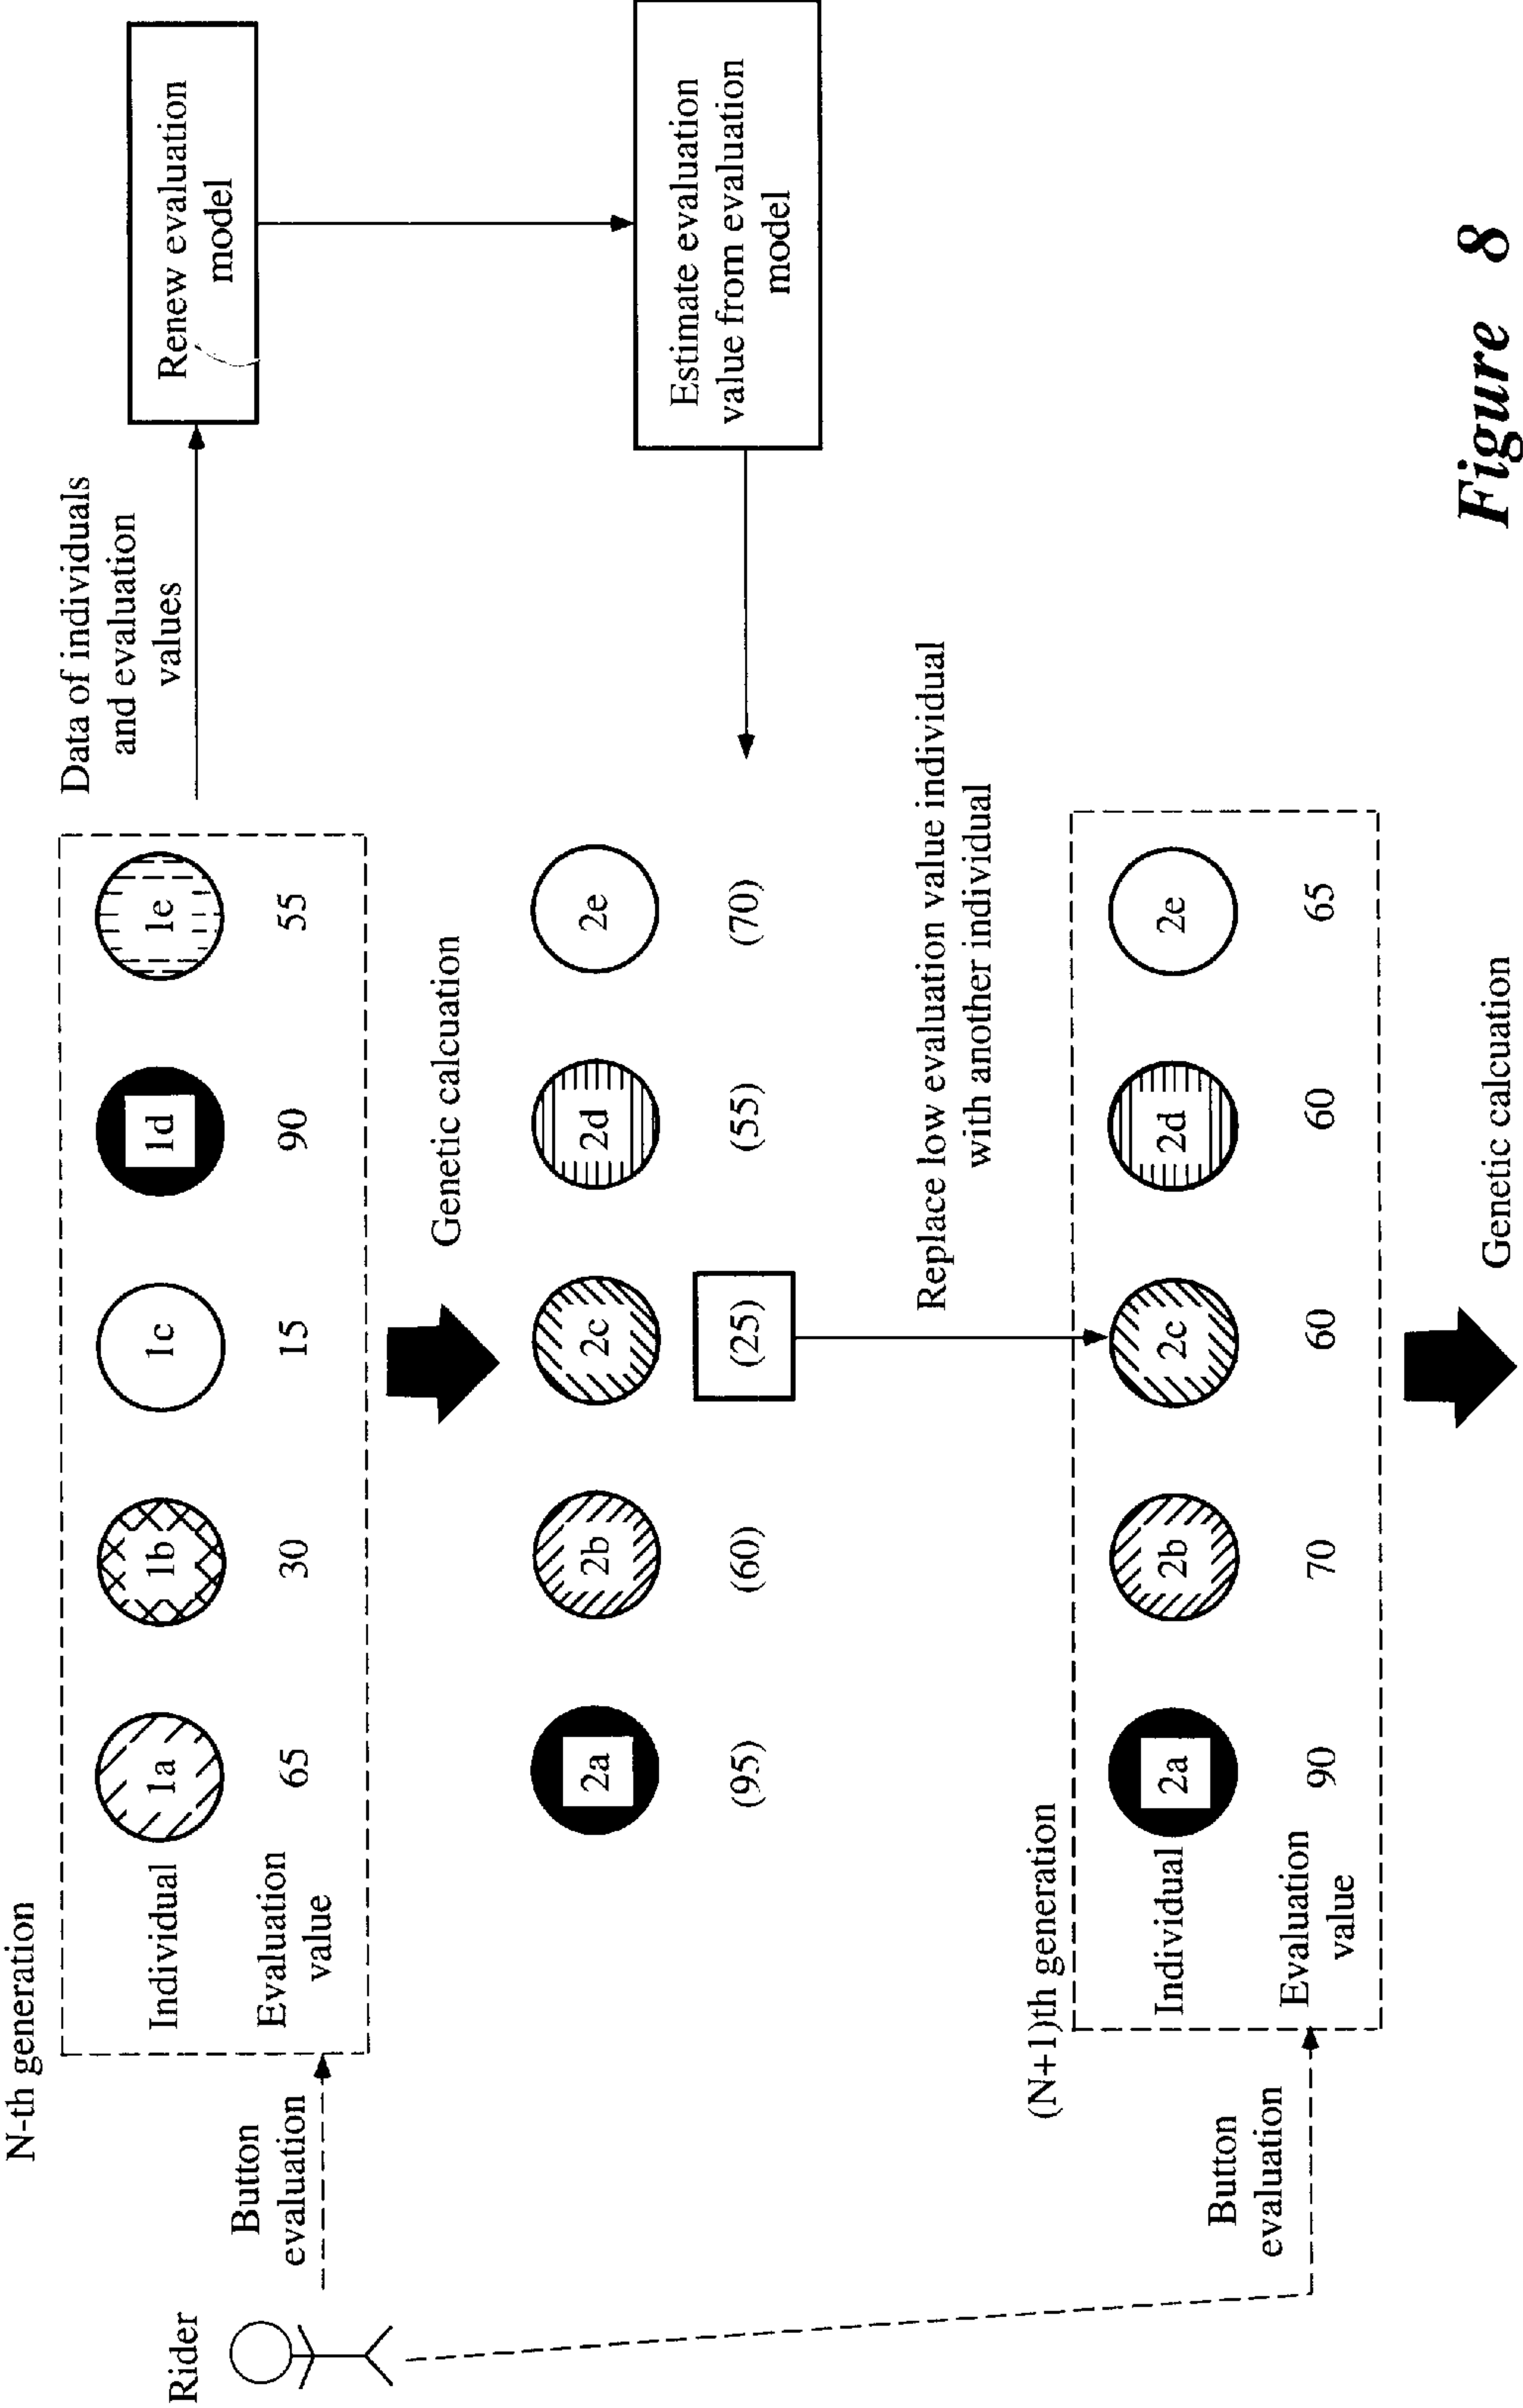 N-th generation
Rider
Button
evaluation
Individual
1a
1b
1c
1d
1e
Evaluation
value
65
30
15
90
55
Data of individuals
and evaluation
values
Renew evaluation
model
Genetic calcuation
2a
2b
2c
2d
2e
(95)
(60)
(25)
(55)
(70)
Estimate evaluation
value from evaluation
model
Replace low evaluation value individual
with another individual
(N+1)th generation
Button
evaluation
Individual
2a
2b
2c
2d
2e
Evaluation
value
90
70
60
60
65
Genetic calcuation
Figure 8